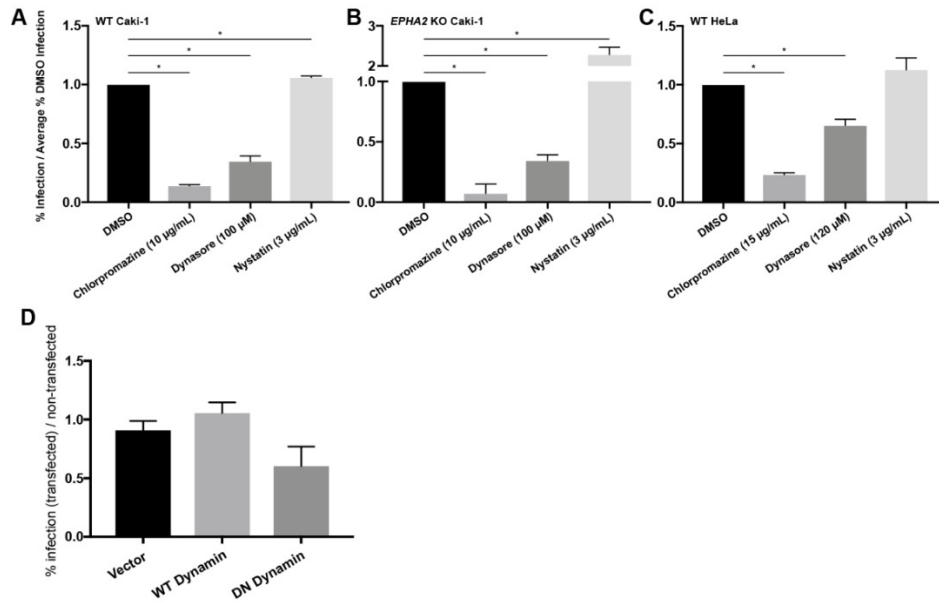 A
WT Caki-1
% Infection / Average % DMSO Infection
1.5
1.0
0.5
0.0
*
*
*
DMSO
Chlorpromazine (10 µg/mL)
Dynasore (100 µM)
Nystatin (3 µg/mL)
B
EPHA2 KO Caki-1
3
2
1.0
0.5
0.0
*
*
*
DMSO
Chlorpromazine (10 µg/mL)
Dynasore (100 µM)
Nystatin (3 µg/mL)
C
WT HeLa
1.5
1.0
0.5
0.0
*
*
DMSO
Chlorpromazine (15 µg/mL)
Dynasore (120 µM)
Nystatin (3 µg/mL)
D
% infection (transfected) / non-transfected
1.5
1.0
0.5
0.0
Vector
WT Dynamin
DN Dynamin